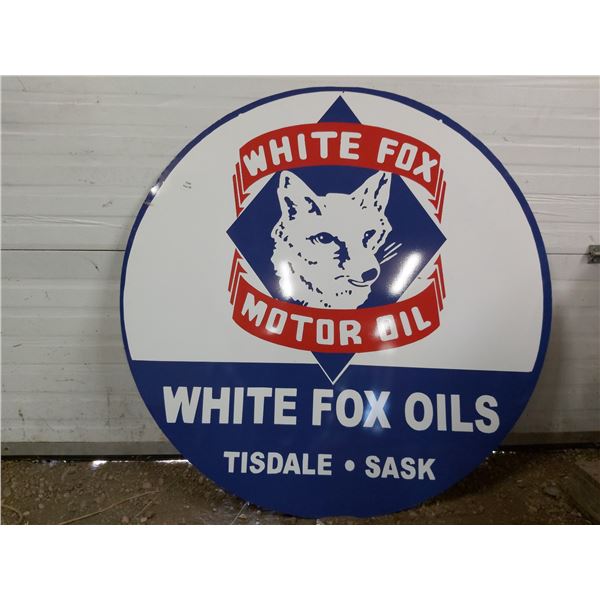 WHITE FOX
MOTOR OIL
WHITE FOX OILS
TISDALE • SASK